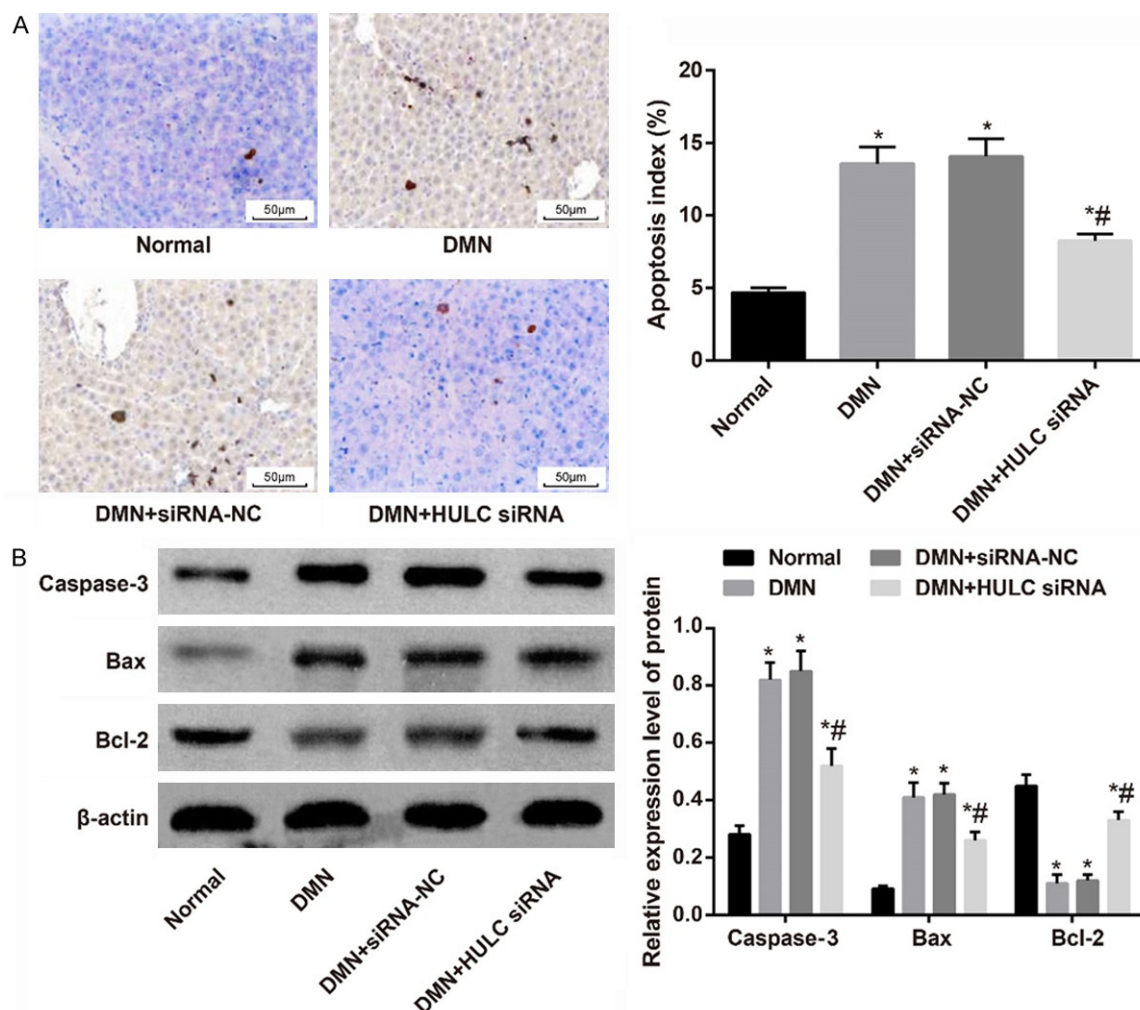 A
50μm
50μm
Normal
DMN
50μm
50μm
DMN+siRNA-NC
DMN+HULC siRNA
Apoptosis index (%)
20
15
10
5
0
*
*
*#
Normal
DMN
DMN+siRNA-NC
DMN+HULC siRNA
B
Caspase-3
Bax
Bcl-2
β-actin
Normal
DMN
DMN+siRNA-NC
DMN+HULC siRNA
Normal
DMN+siRNA-NC
DMN
DMN+HULC siRNA
Relative expression level of protein
1.0
0.8
0.6
0.4
0.2
0.0
*
*
*#
*
*
*#
*
*
*#
Caspase-3
Bax
Bcl-2